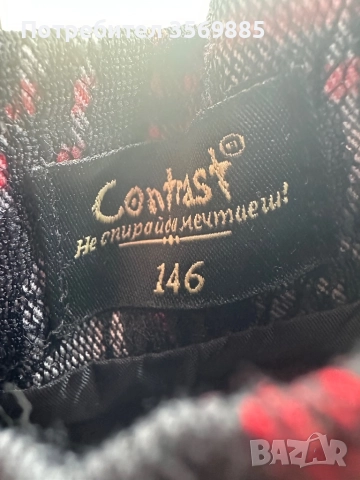 Потребител 3569885
Contrast®
Не спирай да мечтаеш!
146
BAZAR